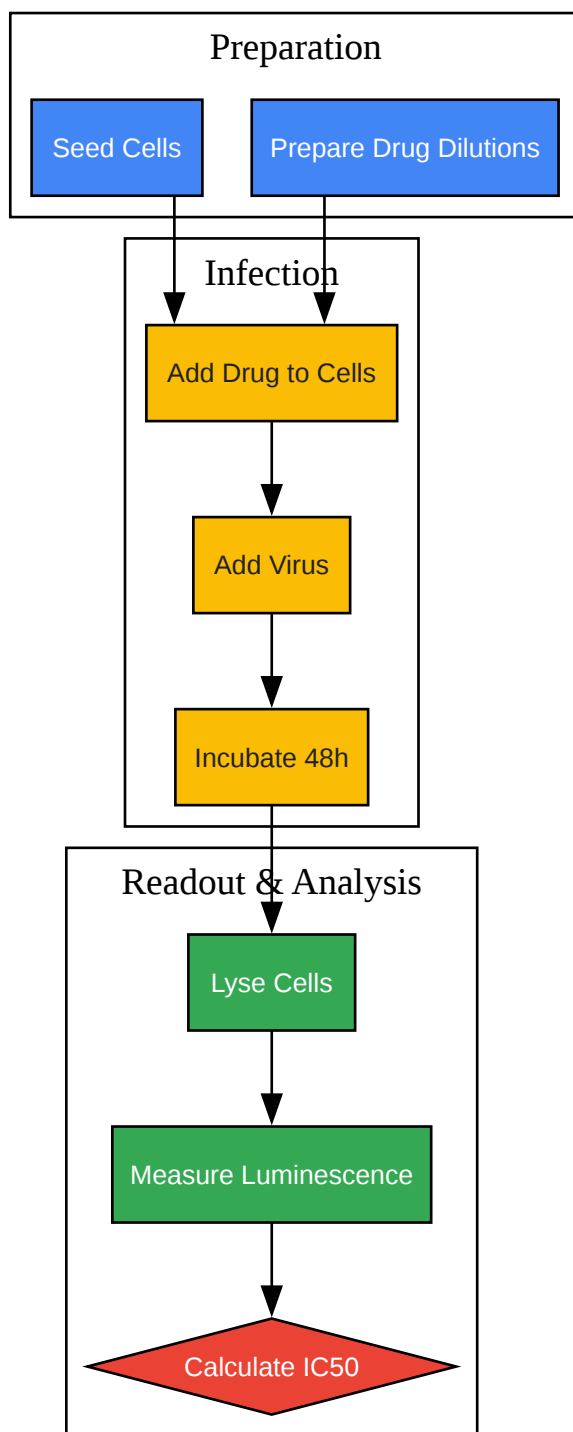 Preparation
Seed Cells
Prepare Drug Dilutions
Infection
Add Drug to Cells
Add Virus
Incubate 48h
Readout & Analysis
Lyse Cells
Measure Luminescence
Calculate IC50